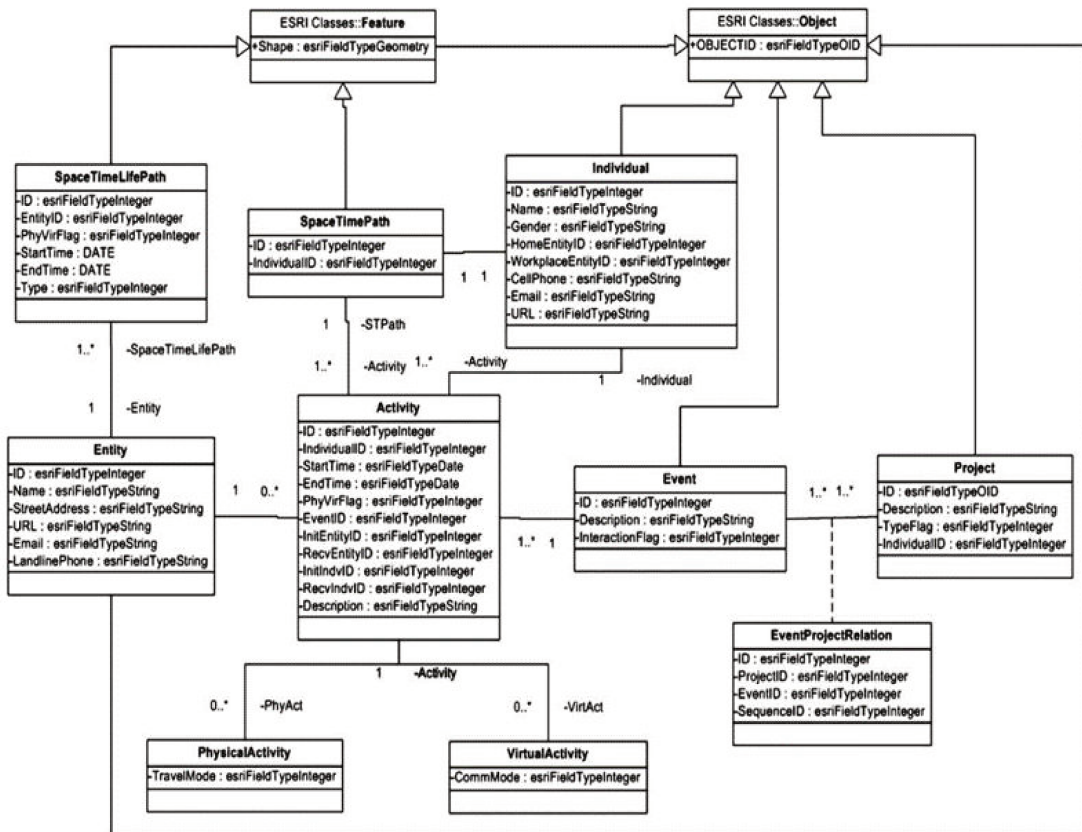 ESRI Classes::Feature
+Shape : esriFieldTypeGeometry
ESRI Classes::Object
+OBJECTID : esriFieldTypeOID
SpaceTimeLifePath
-ID : esriFieldTypeInteger
-EntityID : esriFieldTypeInteger
-PhyVirFlag : esriFieldTypeInteger
-StartTime : DATE
-EndTime : DATE
-Type : esriFieldTypeInteger
SpaceTimePath
-ID : esriFieldTypeInteger
-IndividualID : esriFieldTypeInteger
Individual
-ID : esriFieldTypeInteger
-Name : esriFieldTypeString
-Gender : esriFieldTypeString
-HomeEntityID : esriFieldTypeInteger
-WorkplaceEntityID : esriFieldTypeInteger
-CellPhone : esriFieldTypeString
-Email : esriFieldTypeString
-URL : esriFieldTypeString
1 1
1 -STPath
1..* -Activity
1..* -Activity
1 -Individual
1..* -SpaceTimeLifePath
1 -Entity
Entity
-ID : esriFieldTypeInteger
-Name : esriFieldTypeString
-StreetAddress : esriFieldTypeString
-URL : esriFieldTypeString
-Email : esriFieldTypeString
-LandlinePhone : esriFieldTypeString
1 0..*
Activity
-ID : esriFieldTypeInteger
-IndividualID : esriFieldTypeInteger
-StartTime : esriFieldTypeDate
-EndTime : esriFieldTypeDate
-PhyVirFlag : esriFieldTypeInteger
-EventID : esriFieldTypeInteger
-InitEntityID : esriFieldTypeInteger
-RecvEntityID : esriFieldTypeInteger
-InitIndvID : esriFieldTypeInteger
-RecvIndvID : esriFieldTypeInteger
-Description : esriFieldTypeString
1..* 1
Event
-ID : esriFieldTypeInteger
-Description : esriFieldTypeString
-InteractionFlag : esriFieldTypeInteger
1..* 1..*
Project
-ID : esriFieldTypeOID
-Description : esriFieldTypeString
-TypeFlag : esriFieldTypeInteger
-IndividualID : esriFieldTypeInteger
EventProjectRelation
-ID : esriFieldTypeInteger
-ProjectID : esriFieldTypeInteger
-EventID : esriFieldTypeInteger
-SequenceID : esriFieldTypeInteger
1 -Activity
0..* -PhyAct
0..* -VirtAct
PhysicalActivity
-TravelMode : esriFieldTypeInteger
VirtualActivity
-CommMode : esriFieldTypeInteger